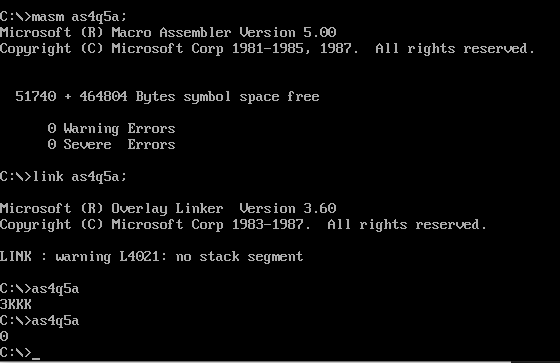 C:\>masm as4q5a;
Microsoft (R) Macro Assembler Version 5.00
Copyright (C) Microsoft Corp 1981-1985, 1987.  All rights reserved.
51740 + 464804 Bytes symbol space free
0 Warning Errors
0 Severe  Errors
C:\>link as4q5a;
Microsoft (R) Overlay Linker  Version 3.60
Copyright (C) Microsoft Corp 1983-1987.  All rights reserved.
LINK : warning L4021: no stack segment
C:\>as4q5a
3KKK
C:\>as4q5a
0
C:\>_